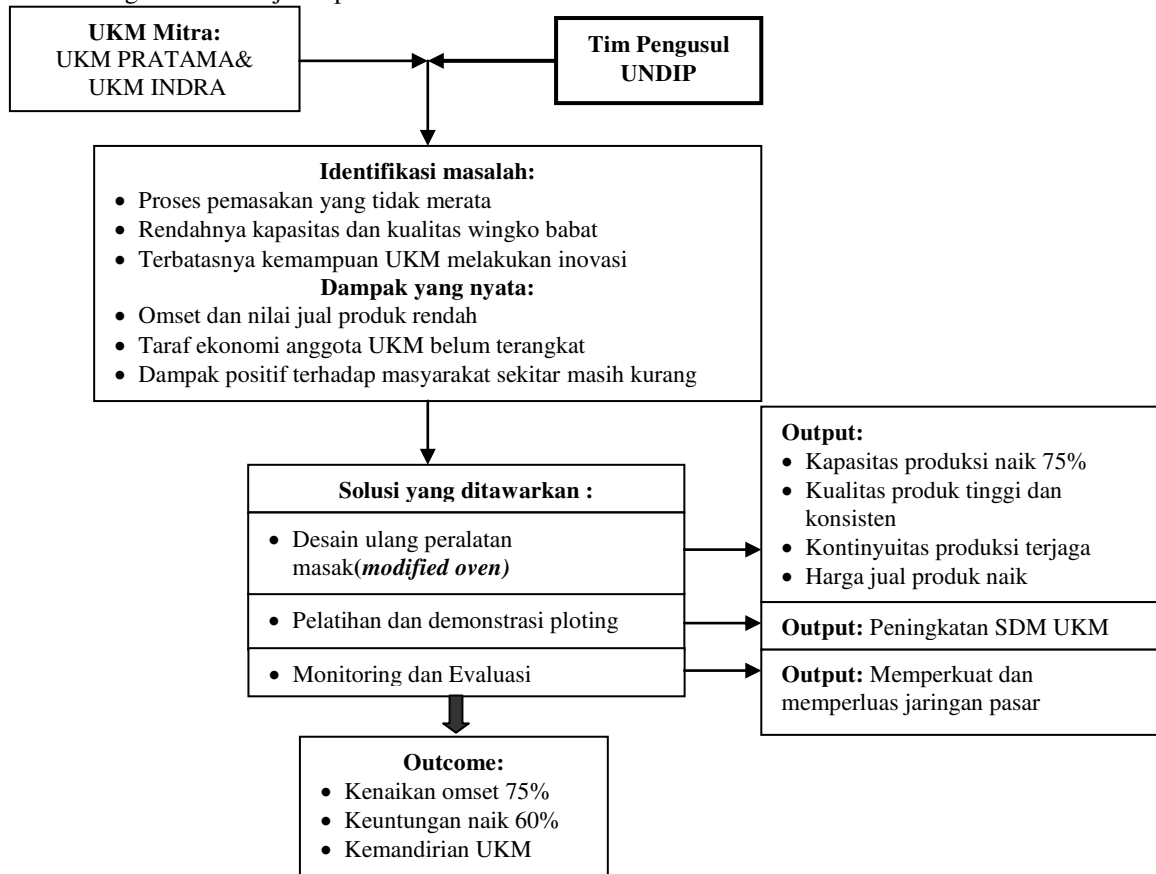 UKM Mitra:
UKM PRATAMA&
UKM INDRA
Tim Pengusul
UNDIP
Identifikasi masalah:
• Proses pemasakan yang tidak merata
• Rendahnya kapasitas dan kualitas wingko babat
• Terbatasnya kemampuan UKM melakukan inovasi
Dampak yang nyata:
• Omset dan nilai jual produk rendah
• Taraf ekonomi anggota UKM belum terangkat
• Dampak positif terhadap masyarakat sekitar masih kurang
Solusi yang ditawarkan :
• Desain ulang peralatan
masak(modified oven)
• Pelatihan dan demonstrasi ploting
• Monitoring dan Evaluasi
Output:
• Kapasitas produksi naik 75%
• Kualitas produk tinggi dan
konsisten
• Kontinyuitas produksi terjaga
• Harga jual produk naik
Output: Peningkatan SDM UKM
Output: Memperkuat dan
memperluas jaringan pasar
Outcome:
• Kenaikan omset 75%
• Keuntungan naik 60%
• Kemandirian UKM